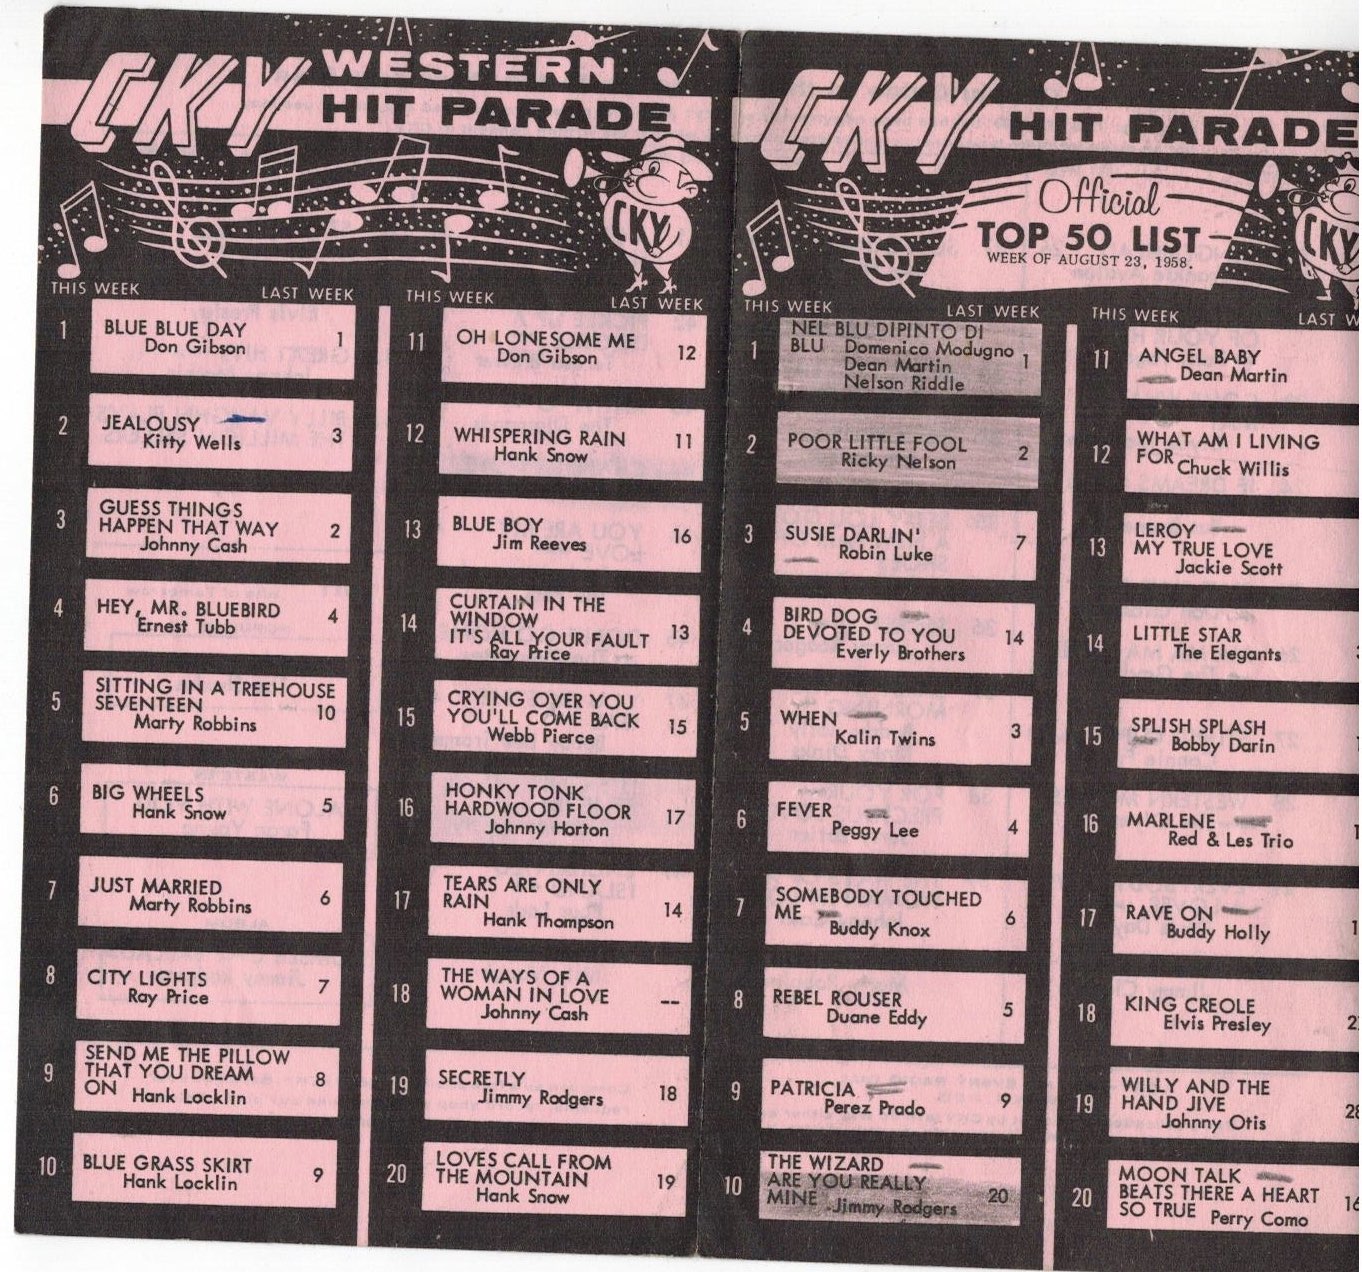 CKY WESTERN
HIT PARADE
CKY
THIS WEEK LAST WEEK
1 BLUE BLUE DAY
Don Gibson 1
2 JEALOUSY
Kitty Wells 3
3 GUESS THINGS
HAPPEN THAT WAY 2
Johnny Cash
4 HEY, MR. BLUEBIRD
Ernest Tubb 4
5 SITTING IN A TREEHOUSE
SEVENTEEN 10
Marty Robbins
6 BIG WHEELS
Hank Snow 5
7 JUST MARRIED
Marty Robbins 6
8 CITY LIGHTS
Ray Price 7
9 SEND ME THE PILLOW
THAT YOU DREAM 8
ON Hank Locklin
10 BLUE GRASS SKIRT
Hank Locklin 9
THIS WEEK LAST WEEK
11 OH LONESOME ME
Don Gibson 12
12 WHISPERING RAIN
Hank Snow 11
13 BLUE BOY
Jim Reeves 16
14 CURTAIN IN THE
WINDOW
IT'S ALL YOUR FAULT 13
Ray Price
15 CRYING OVER YOU
YOU'LL COME BACK 15
Webb Pierce
16 HONKY TONK
HARDWOOD FLOOR 17
Johnny Horton
17 TEARS ARE ONLY
RAIN 14
Hank Thompson
18 THE WAYS OF A
WOMAN IN LOVE --
Johnny Cash
19 SECRETLY
Jimmy Rodgers 18
20 LOVES CALL FROM
THE MOUNTAIN 19
Hank Snow
CKY HIT PARADE
Official
TOP 50 LIST
WEEK OF AUGUST 23, 1958.
CKY
THIS WEEK LAST WEEK
1 NEL BLU DIPINTO DI
BLU Domenico Modugno 1
Dean Martin
Nelson Riddle
2 POOR LITTLE FOOL
Ricky Nelson 2
3 SUSIE DARLIN'
Robin Luke 7
4 BIRD DOG
DEVOTED TO YOU 14
Everly Brothers
5 WHEN
Kalin Twins 3
6 FEVER
Peggy Lee 4
7 SOMEBODY TOUCHED
ME Buddy Knox 6
8 REBEL ROUSER
Duane Eddy 5
9 PATRICIA
Perez Prado 9
10 THE WIZARD
ARE YOU REALLY 20
MINE Jimmy Rodgers
THIS WEEK LAST W
11 ANGEL BABY
Dean Martin
12 WHAT AM I LIVING
FOR Chuck Willis
13 LEROY
MY TRUE LOVE
Jackie Scott
14 LITTLE STAR
The Elegants
15 SPLISH SPLASH
Bobby Darin
16 MARLENE
Red & Les Trio
17 RAVE ON
Buddy Holly
18 KING CREOLE
Elvis Presley
19 WILLY AND THE
HAND JIVE 28
Johnny Otis
20 MOON TALK
BEATS THERE A HEART 16
SO TRUE Perry Como